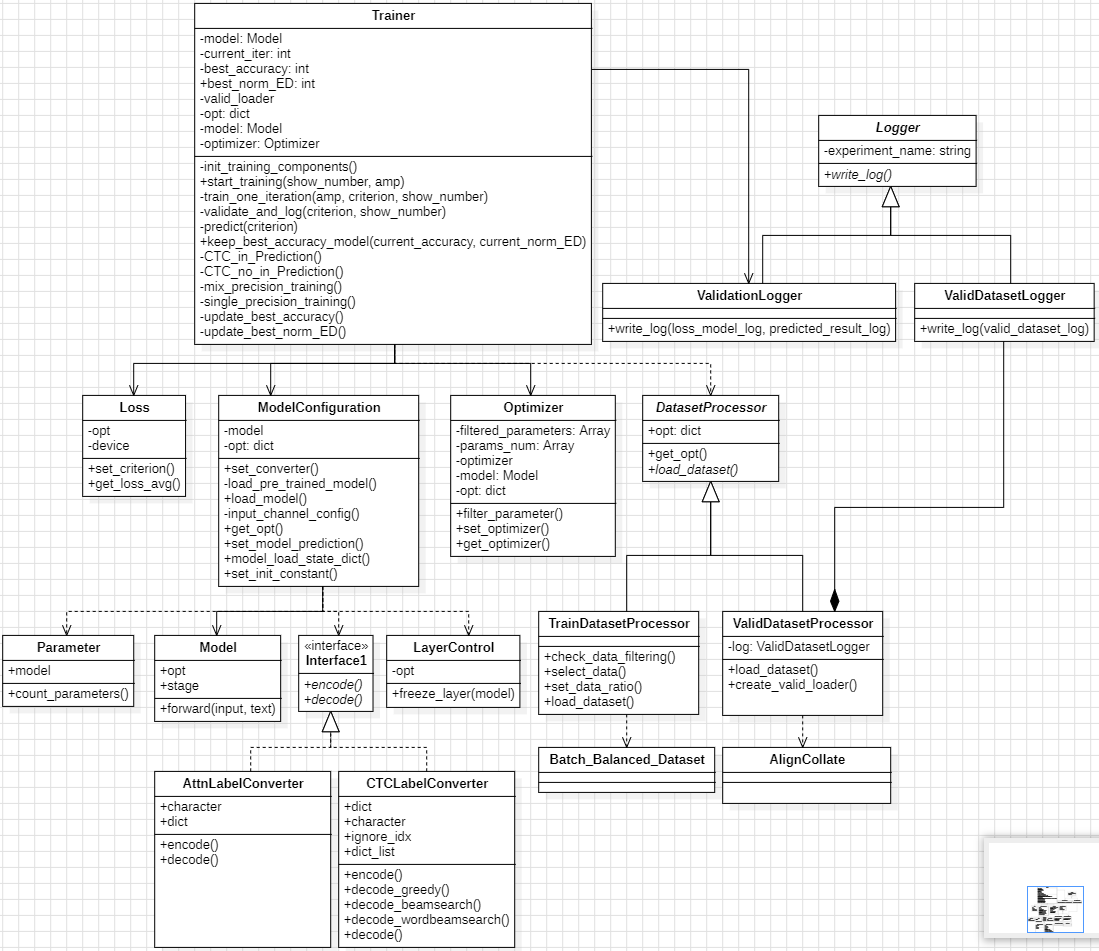 Trainer
-model: Model
-current_iter: int
-best_accuracy: int
+best_norm_ED: int
-valid_loader
-opt: dict
-model: Model
-optimizer: Optimizer
-init_training_components()
+start_training(show_number, amp)
-train_one_iteration(amp, criterion, show_number)
-validate_and_log(criterion, show_number)
-predict(criterion)
+keep_best_accuracy_model(current_accuracy, current_norm_ED)
-CTC_in_Prediction()
-CTC_no_in_Prediction()
-mix_precision_training()
-single_precision_training()
-update_best_accuracy()
-update_best_norm_ED()
Logger
-experiment_name: string
+write_log()
ValidationLogger
+write_log(loss_model_log, predicted_result_log)
ValidDatasetLogger
+write_log(valid_dataset_log)
Loss
-opt
-device
+set_criterion()
+get_loss_avg()
ModelConfiguration
-model
-opt: dict
+set_converter()
-load_pre_trained_model()
+load_model()
-input_channel_config()
+get_opt()
+set_model_prediction()
+model_load_state_dict()
+set_init_constant()
Optimizer
-filtered_parameters: Array
-params_num: Array
-optimizer
-model: Model
-opt: dict
+filter_parameter()
+set_optimizer()
+get_optimizer()
DatasetProcessor
+opt: dict
+get_opt()
+load_dataset()
Parameter
+model
+count_parameters()
Model
+opt
+stage
+forward(input, text)
«interface»
Interface1
+encode()
+decode()
LayerControl
-opt
+freeze_layer(model)
TrainDatasetProcessor
+check_data_filtering()
+select_data()
+set_data_ratio()
+load_dataset()
ValidDatasetProcessor
-log: ValidDatasetLogger
+load_dataset()
+create_valid_loader()
Batch_Balanced_Dataset
AlignCollate
AttnLabelConverter
+character
+dict
+encode()
+decode()
CTCLabelConverter
+dict
+character
+ignore_idx
+dict_list
+encode()
+decode_greedy()
+decode_beamsearch()
+decode_wordbeamsearch()
+decode()